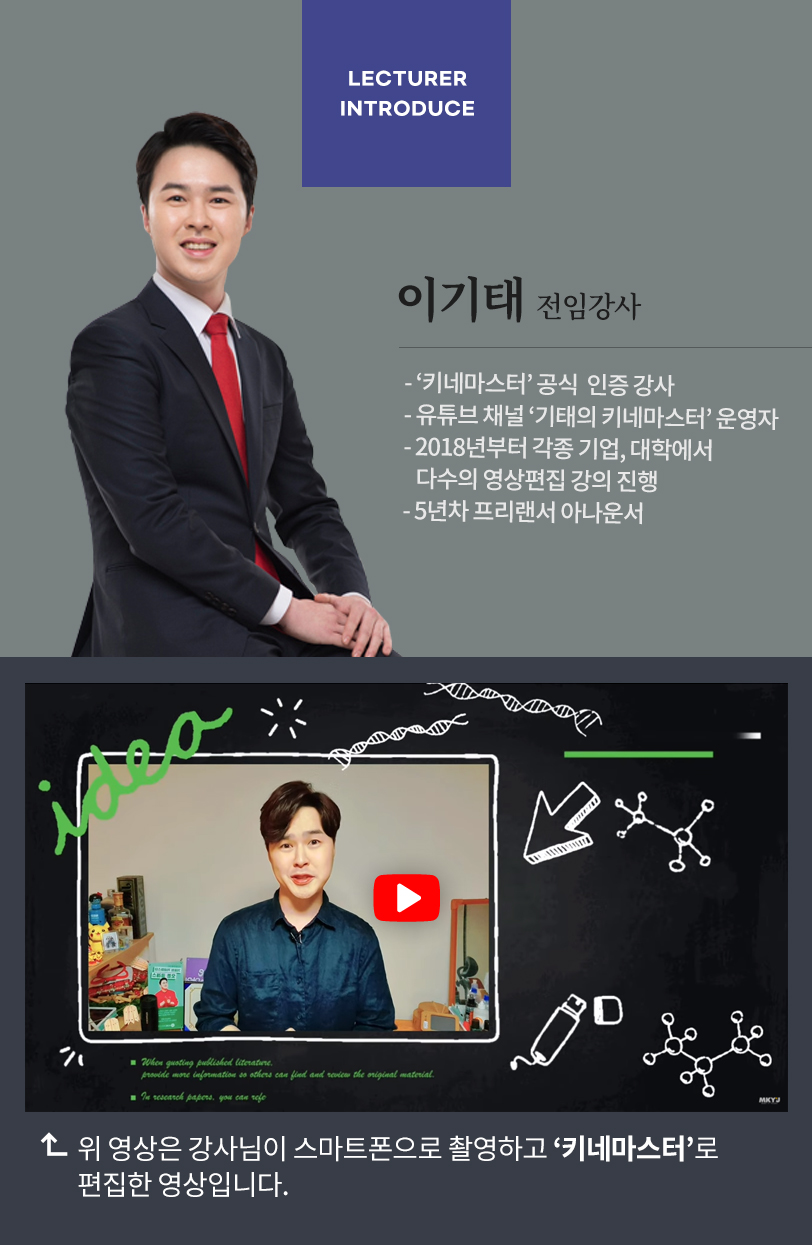 LECTURER
INTRODUCE
이기태 전임강사
- ‘키네마스터’ 공식 인증 강사
- 유튜브 채널 ‘기태의 키네마스터’ 운영자
- 2018년부터 각종 기업, 대학에서
다수의 영상편집 강의 진행
- 5년차 프리랜서 아나운서
idea
When quoting published literature,
provide more information so others can find and review the original material.
In research papers, you can refe
MKYU
위 영상은 강사님이 스마트폰으로 촬영하고 ‘키네마스터’로
편집한 영상입니다.